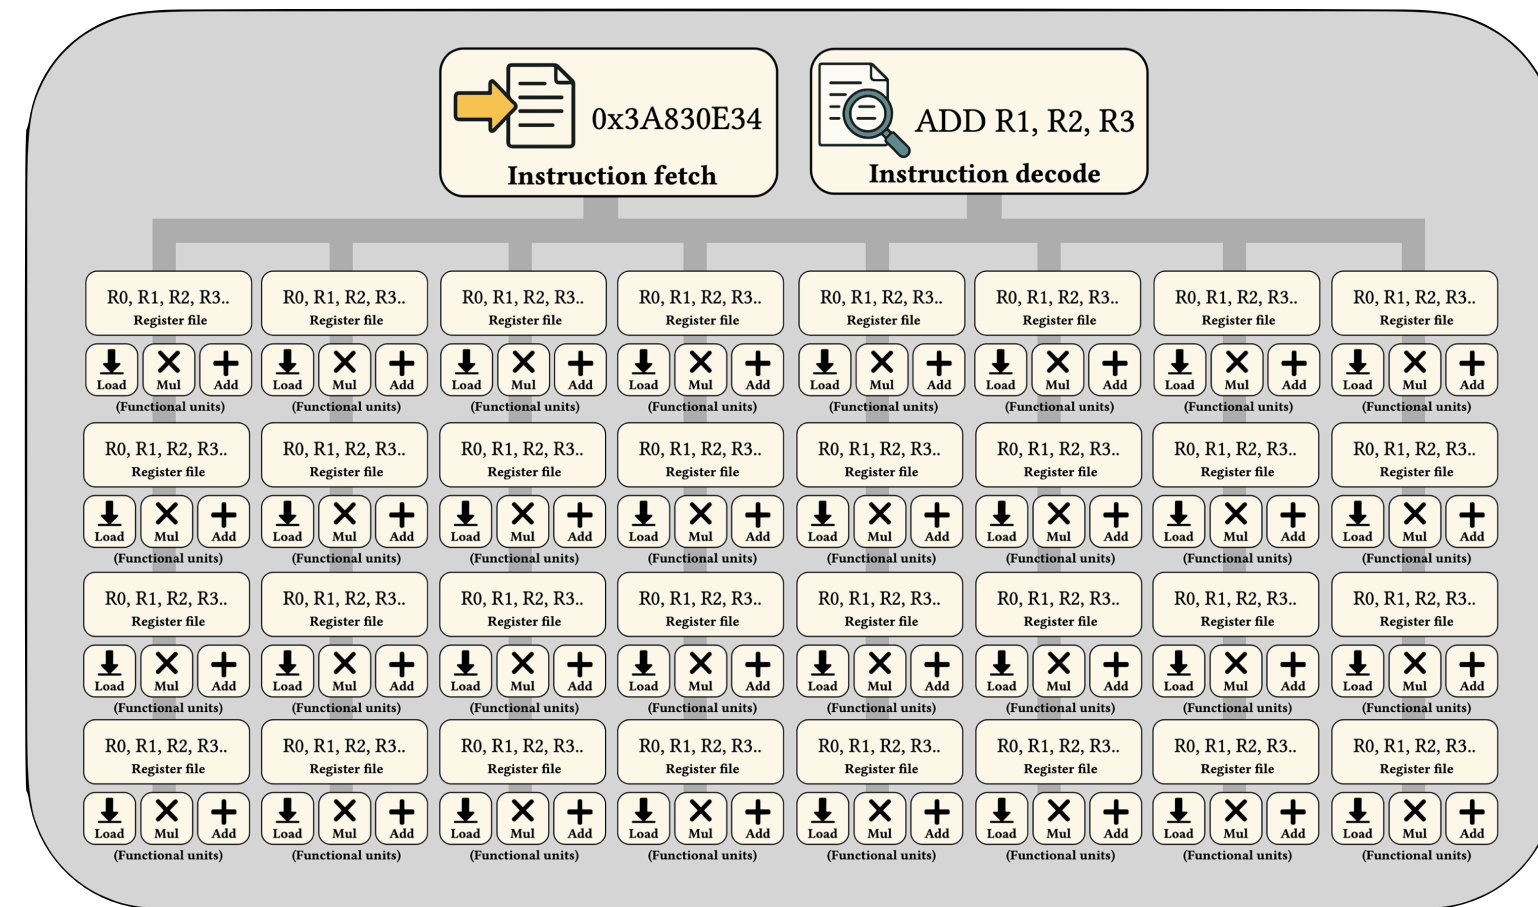 0x3A830E34
Instruction fetch
ADD R1, R2, R3
Instruction decode
R0, R1, R2, R3.. R0, R1, R2, R3.. R0, R1, R2, R3.. R0, R1, R2, R3.. R0, R1, R2, R3.. R0, R1, R2, R3.. R0, R1, R2, R3.. R0, R1, R2, R3..
Register file Register file Register file Register file Register file Register file Register file Register file
Load Mul Add Load Mul Add Load Mul Add Load Mul Add Load Mul Add Load Mul Add Load Mul Add Load Mul Add
(Functional units) (Functional units) (Functional units) (Functional units) (Functional units) (Functional units) (Functional units) (Functional units)
R0, R1, R2, R3.. R0, R1, R2, R3.. R0, R1, R2, R3.. R0, R1, R2, R3.. R0, R1, R2, R3.. R0, R1, R2, R3.. R0, R1, R2, R3.. R0, R1, R2, R3..
Register file Register file Register file Register file Register file Register file Register file Register file
Load Mul Add Load Mul Add Load Mul Add Load Mul Add Load Mul Add Load Mul Add Load Mul Add Load Mul Add
(Functional units) (Functional units) (Functional units) (Functional units) (Functional units) (Functional units) (Functional units) (Functional units)
R0, R1, R2, R3.. R0, R1, R2, R3.. R0, R1, R2, R3.. R0, R1, R2, R3.. R0, R1, R2, R3.. R0, R1, R2, R3.. R0, R1, R2, R3.. R0, R1, R2, R3..
Register file Register file Register file Register file Register file Register file Register file Register file
Load Mul Add Load Mul Add Load Mul Add Load Mul Add Load Mul Add Load Mul Add Load Mul Add Load Mul Add
(Functional units) (Functional units) (Functional units) (Functional units) (Functional units) (Functional units) (Functional units) (Functional units)
R0, R1, R2, R3.. R0, R1, R2, R3.. R0, R1, R2, R3.. R0, R1, R2, R3.. R0, R1, R2, R3.. R0, R1, R2, R3.. R0, R1, R2, R3.. R0, R1, R2, R3..
Register file Register file Register file Register file Register file Register file Register file Register file
Load Mul Add Load Mul Add Load Mul Add Load Mul Add Load Mul Add Load Mul Add Load Mul Add Load Mul Add
(Functional units) (Functional units) (Functional units) (Functional units) (Functional units) (Functional units) (Functional units) (Functional units)